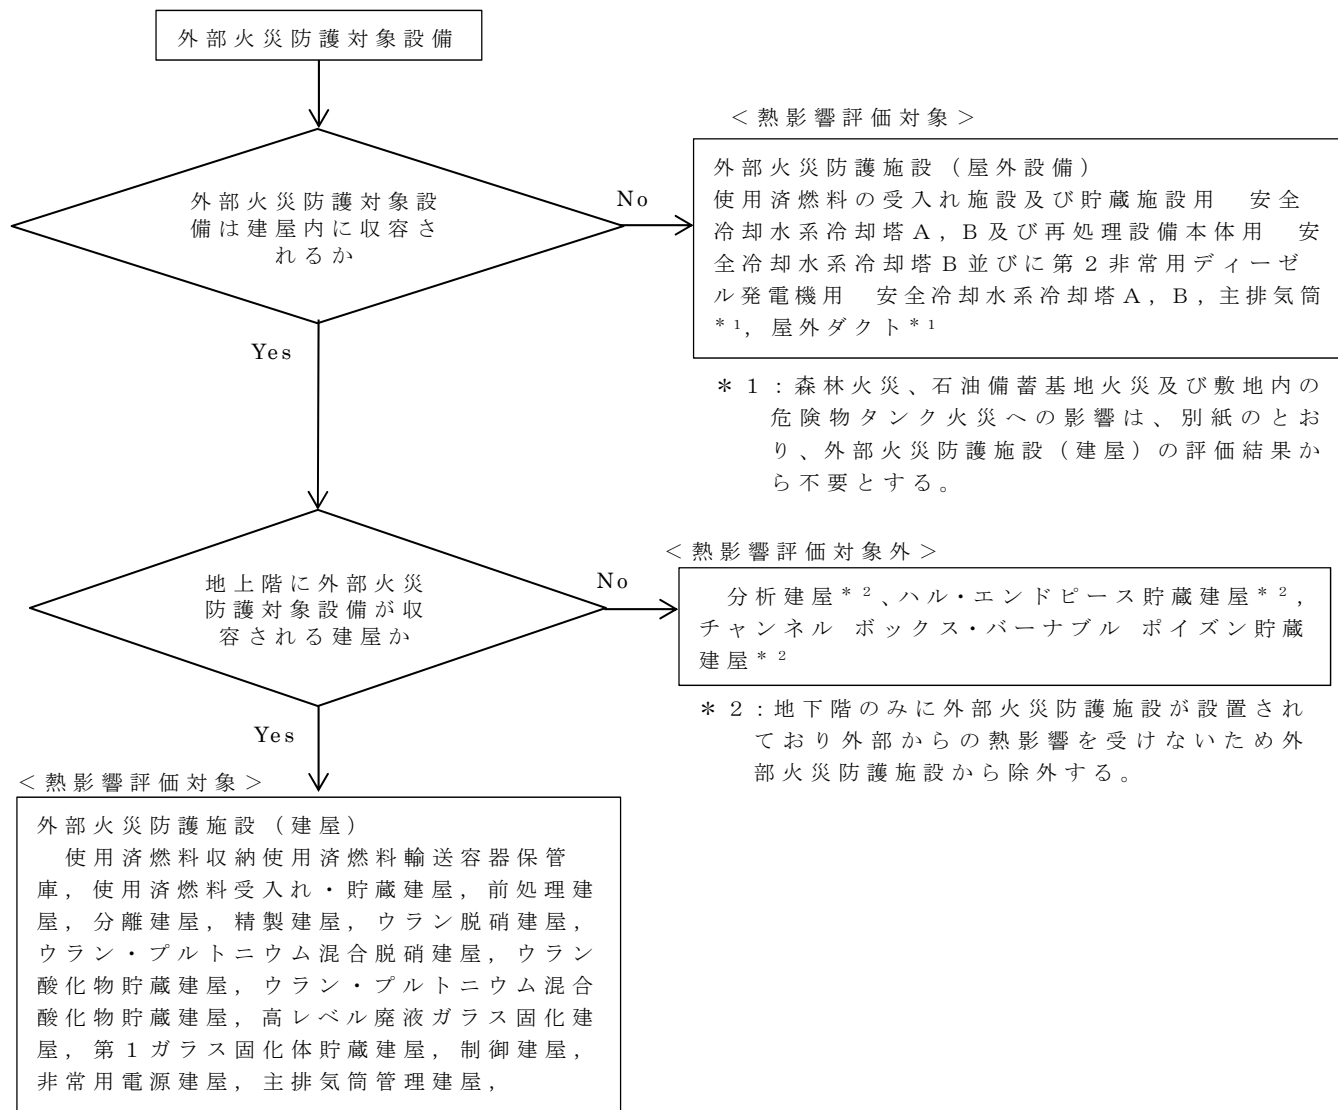 外部火災防護対象設備
外部火災防護対象設
備は建屋内に収容さ
れるか
No
Yes
＜熱影響評価対象＞
外部火災防護施設（屋外設備）
使用済燃料の受入れ施設及び貯蔵施設用　安全
冷却水系冷却塔Ａ，Ｂ及び再処理設備本体用　安
全冷却水系冷却塔Ｂ並びに第２非常用ディーゼ
ル発電機用　安全冷却水系冷却塔Ａ，Ｂ，主排気筒
*1，屋外ダクト*1
＊１：森林火災、石油備蓄基地火災及び敷地内の
危険物タンク火災への影響は、別紙のとお
り、外部火災防護施設（建屋）の評価結果か
ら不要とする。
地上階に外部火災
防護対象設備が収
容される建屋か
No
Yes
＜熱影響評価対象外＞
分析建屋*2、ハル・エンドピース貯蔵建屋*2，
チャンネル ボックス・バーナブル ポイズン貯蔵
建屋*2
＊２：地下階のみに外部火災防護施設が設置され
ており外部からの熱影響を受けないため外
部火災防護施設から除外する。
＜熱影響評価対象＞
外部火災防護施設（建屋）
使用済燃料収納使用済燃料輸送容器保管
庫，使用済燃料受入れ・貯蔵建屋，前処理建
屋，分離建屋，精製建屋，ウラン脱硝建屋，
ウラン・プルトニウム混合脱硝建屋，ウラン
酸化物貯蔵建屋，ウラン・プルトニウム混合
酸化物貯蔵建屋，高レベル廃液ガラス固化建
屋，第１ガラス固化体貯蔵建屋，制御建屋，
非常用電源建屋，主排気筒管理建屋，